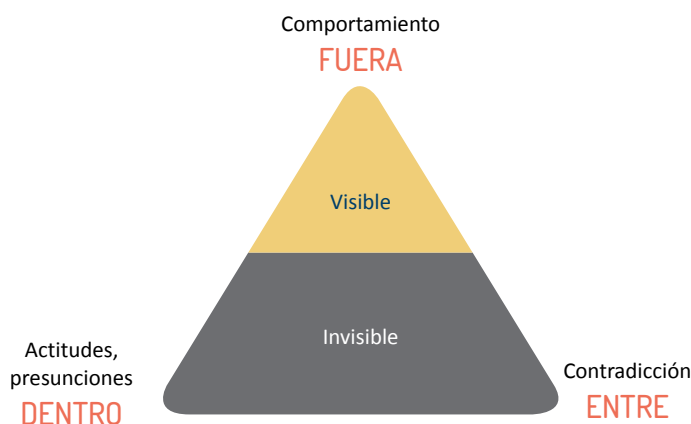 Comportamiento
FUERA
Visible
Invisible
Actitudes,
presunciones
DENTRO
Contradicción
ENTRE